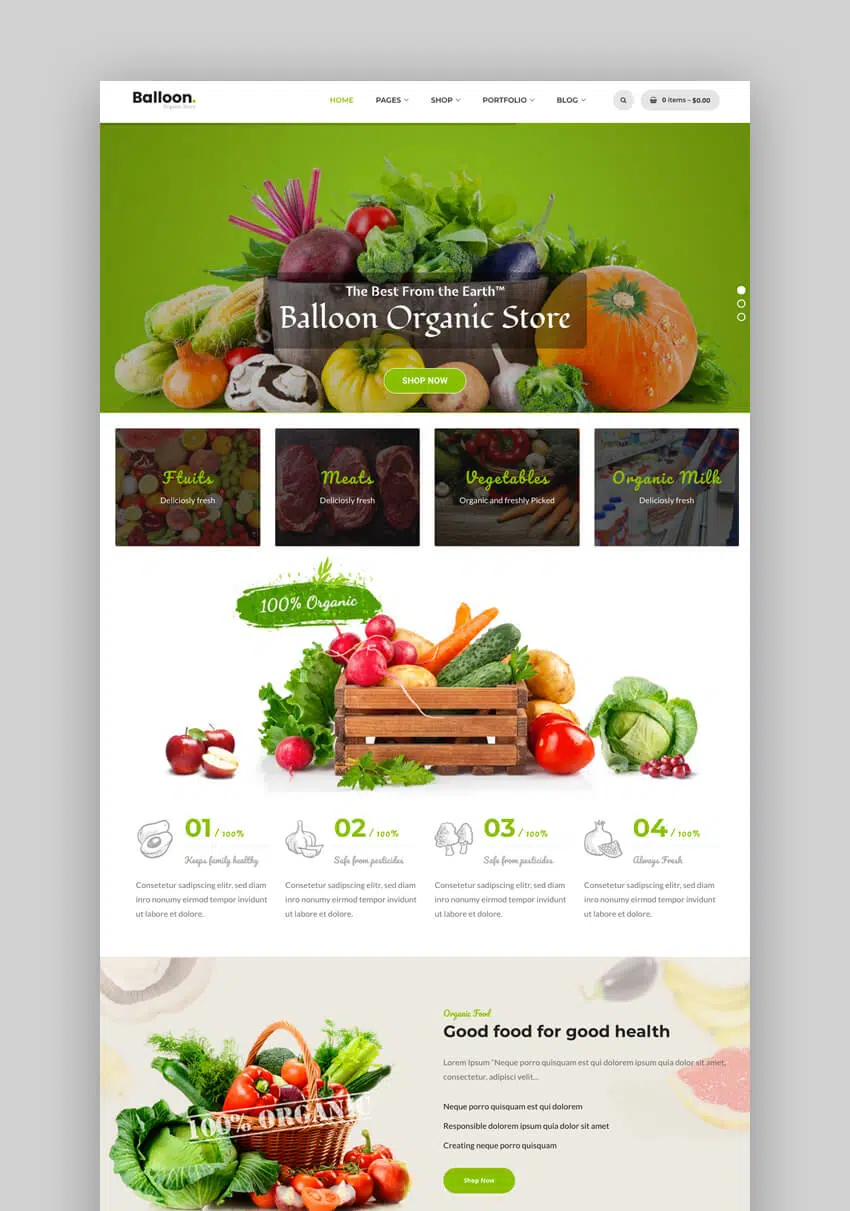 Balloon.
Organic Store
HOME PAGES SHOP PORTFOLIO BLOG 0 items – $0.00
The Best From the Earth™
Balloon Organic Store
SHOP NOW
Ftuits Meats Vegetables Organic Milk
Deliciosly fresh Deliciosly fresh Organic and freshly Picked Deliciosly fresh
100% Organic
01 / 100% 02 / 100% 03 / 100% 04 / 100%
Keeps family healthy Safe from pesticides Safe from pesticides Always Fresh
Consetetur sadipscing elitr, sed diam Consetetur sadipscing elitr, sed diam Consetetur sadipscing elitr, sed diam Consetetur sadipscing elitr, sed diam
inro nonumy eirmod tempor invidunt inro nonumy eirmod tempor invidunt inro nonumy eirmod tempor invidunt inro nonumy eirmod tempor invidunt
ut labore et dolore. ut labore et dolore. ut labore et dolore. ut labore et dolore.
Organic Food
Good food for good health
Lorem Ipsum "Neque porro quisquam est qui dolorem ipsum quia dolor sit amet,
consectetur, adipisci velit...
100% ORGANIC
Neque porro quisquam est qui dolorem
Responsible dolorem ipsum quia dolor sit amet
Creating neque porro quisquam
Shop Now